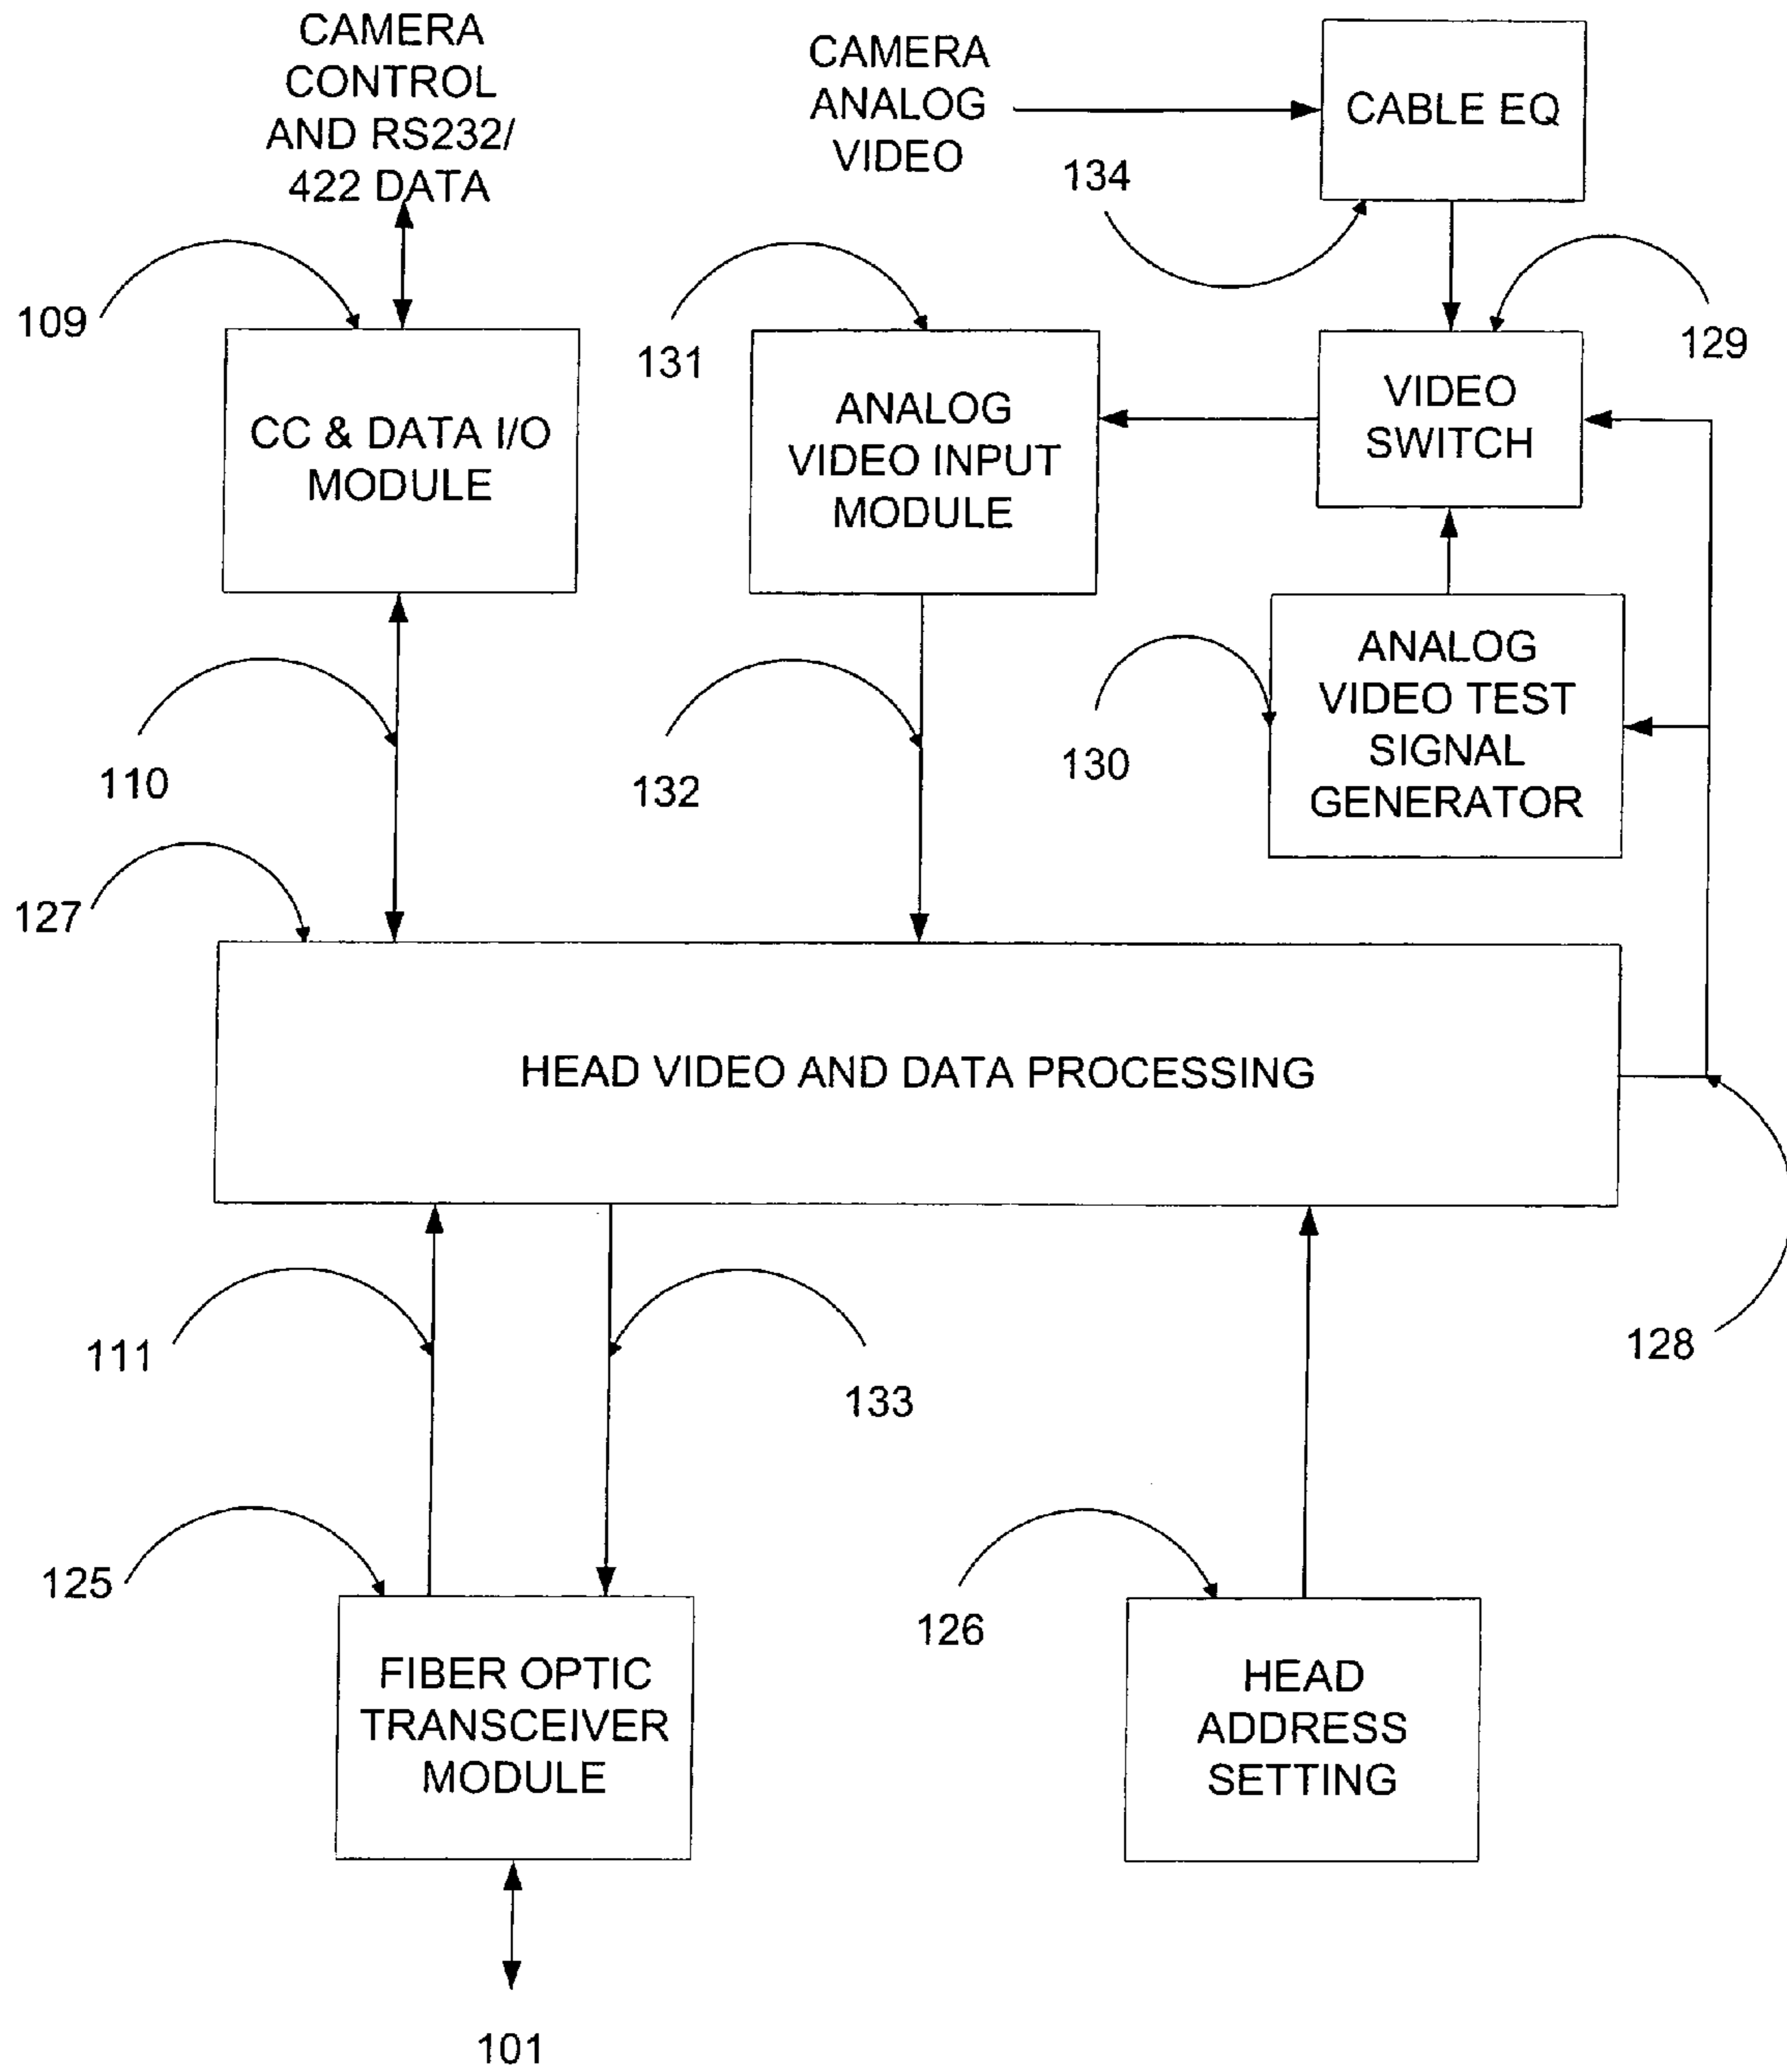 CAMERA
CONTROL
AND RS232/
422 DATA
CAMERA
ANALOG
VIDEO
CABLE EQ
134
109
131
129
CC & DATA I/O
MODULE
ANALOG
VIDEO INPUT
MODULE
VIDEO
SWITCH
110
132
130
ANALOG
VIDEO TEST
SIGNAL
GENERATOR
127
HEAD VIDEO AND DATA PROCESSING
111
133
128
125
126
FIBER OPTIC
TRANSCEIVER
MODULE
HEAD
ADDRESS
SETTING
101